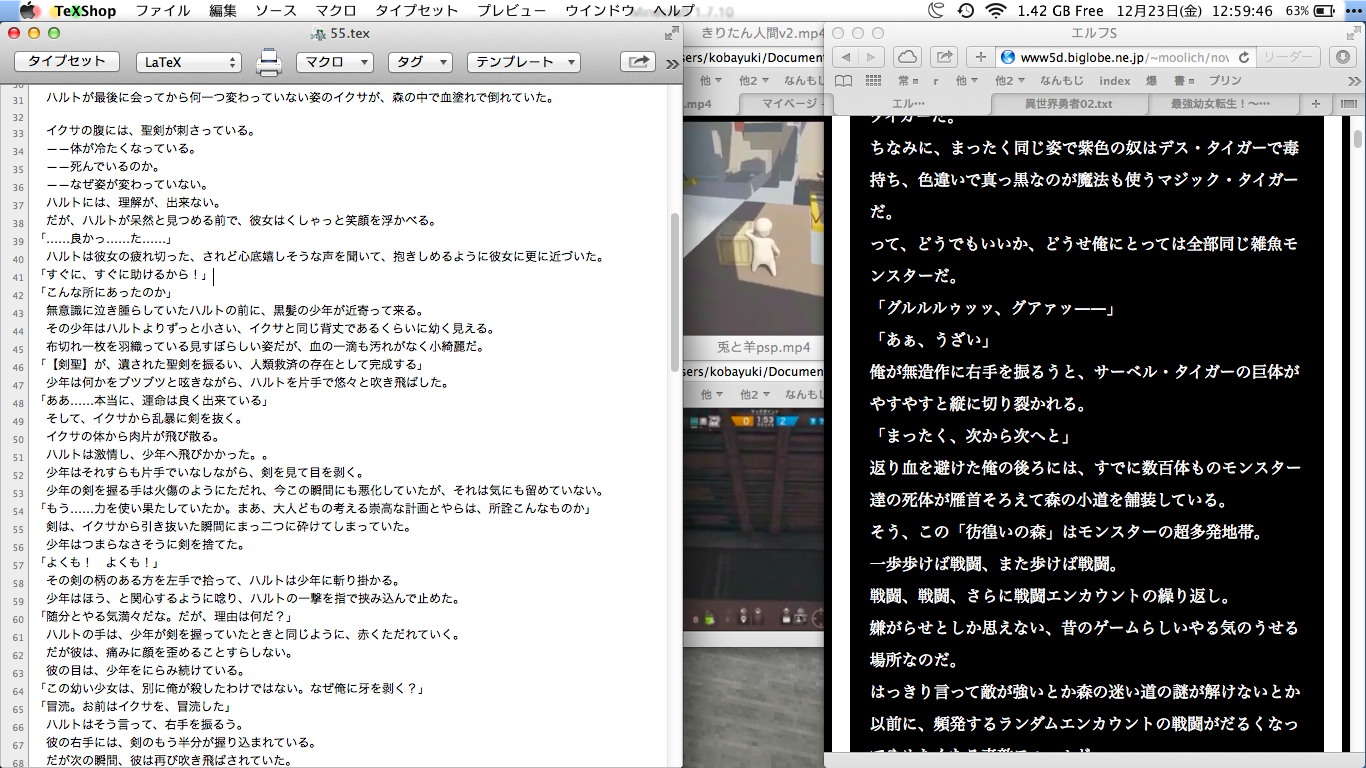 TeXShop ファイル 編集 ソース マクロ タイプセット プレビュー ウインドウ ヘルプ
1.42 GB Free 12月23日(金) 12:59:46 63%
55.tex
タイプセット LaTeX マクロ タグ テンプレート
31 ハルトが最後に会ってから何一つ変わっていない姿のイクサが、森の中で血塗れで倒れていた。
32
33 イクサの腹には、聖剣が刺さっている。
34 ーー体が冷たくなっている。
35 ーー死んでいるのか。
36 ーーなぜ姿が変わっていない。
37 ハルトには、理解が、出来ない。
38 だが、ハルトが呆然と見つめる前で、彼女はくしゃっと笑顔を浮かべる。
39 「……良かっ……た……」
40 ハルトは彼女の疲れ切った、されど心底嬉しそうな声を聞いて、抱きしめるように彼女に更に近づいた。
41 「すぐに、すぐに助けるから！」
42 「こんな所にあったのか」
43 無意識に泣き腫らしていたハルトの前に、黒髪の少年が近寄って来る。
44 その少年はハルトよりずっと小さい、イクサと同じ背丈であるくらいに幼く見える。
45 布切れ一枚を羽織っている見すぼらしい姿だが、血の一滴も汚れがなく小綺麗だ。
46 「【剣聖】が、遺された聖剣を振るい、人類救済の存在として完成する」
47 少年は何かをブツブツと呟きながら、ハルトを片手で悠々と吹き飛ばした。
48 「ああ……本当に、運命は良く出来ている」
49 そして、イクサから乱暴に剣を抜く。
50 イクサの体から肉片が飛び散る。
51 ハルトは激情し、少年へ飛びかかった。。
52 少年はそれすらも片手でいなしながら、剣を見て目を剥く。
53 少年の剣を握る手は火傷のようにただれ、今この瞬間にも悪化していたが、それは気にも留めていない。
54 「もう……力を使い果たしていたか。まあ、大人どもの考える崇高な計画とやらは、所詮こんなものか」
55 剣は、イクサから引き抜いた瞬間にまっ二つに砕けてしまっていた。
56 少年はつまらなさそうに剣を捨てた。
57 「よくも！　よくも！」
58 その剣の柄のある方を左手で拾って、ハルトは少年に斬り掛かる。
59 少年はほう、と関心するように唸り、ハルトの一撃を指で挟み込んで止めた。
60 「随分とやる気満々だな。だが、理由は何だ？」
61 ハルトの手は、少年が剣を握っていたときと同じように、赤くただれていく。
62 だが彼は、痛みに顔を歪めることすらしない。
63 彼の目は、少年をにらみ続けている。
64 「この幼い少女は、別に俺が殺したわけではない。なぜ俺に牙を剥く？」
65 「冒流。お前はイクサを、冒流した」
66 ハルトはそう言って、右手を振るう。
67 彼の右手には、剣のもう半分が握り込まれている。
68 だが次の瞬間、彼は再び吹き飛ばされていた。
きりたん人間v2.mp4
sers/kobayuki/Document
他 他2 なんもじ
.mp4 マイページ -
兎と羊psp.mp4
sers/kobayuki/Document
他 他2 なんもじ
0 1:53 2
エルフS
www5d.biglobe.ne.jp/~moolich/nov リーダー
常 r 他 他2 なんもじ index 爆 書 プリン
エル… 異世界勇者02.txt 最強幼女転生！〜…
タイガーだ。
ちなみに、まったく同じ姿で紫色の奴はデス・タイガーで毒
持ち、色違いで真っ黒なのが魔法も使うマジック・タイガー
だ。
って、どうでもいいか、どうせ俺にとっては全部同じ雑魚モ
ンスターだ。
「グルルルゥッッ、グアァッ――」
「あぁ、うざい」
俺が無造作に右手を振るうと、サーベル・タイガーの巨体が
やすやすと縦に切り裂かれる。
「まったく、次から次へと」
返り血を避けた俺の後ろには、すでに数百体ものモンスター
達の死体が雁首そろえて森の小道を舗装している。
そう、この「彷徨いの森」はモンスターの超多発地帯。
一歩歩けば戦闘、また歩けば戦闘。
戦闘、戦闘、さらに戦闘エンカウントの繰り返し。
嫌がらせとしか思えない、昔のゲームらしいやる気のうせる
場所なのだ。
はっきり言って敵が強いとか森の迷い道の謎が解けないとか
以前に、頻発するランダムエンカウントの戦闘がだるくなっ